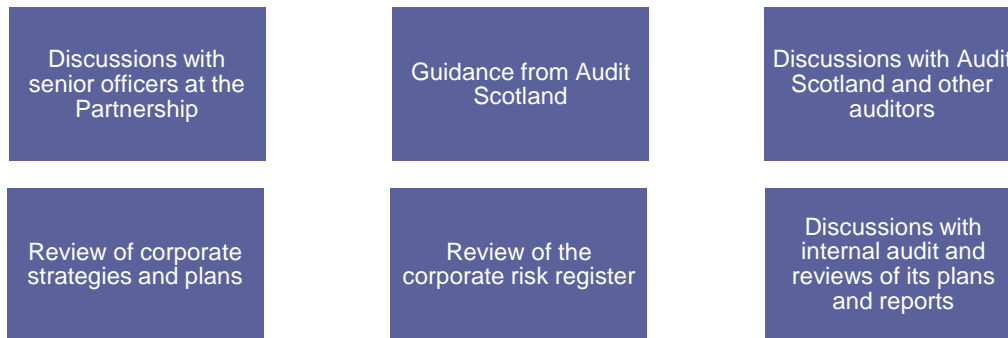 Discussions with
senior officers at the
Partnership
Guidance from Audit
Scotland
Discussions with Audit
Scotland and other
auditors
Review of corporate
strategies and plans
Review of the
corporate risk register
Discussions with
internal audit and
reviews of its plans
and reports